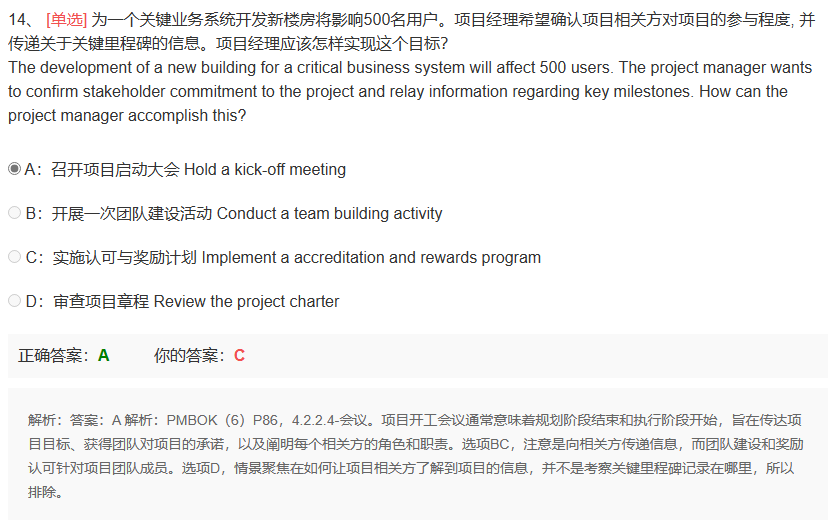 14、 [单选] 为一个关键业务系统开发新楼房将影响500名用户。项目经理希望确认项目相关方对项目的参与程度, 并
传递关于关键里程碑的信息。项目经理应该怎样实现这个目标?
The development of a new building for a critical business system will affect 500 users. The project manager wants
to confirm stakeholder commitment to the project and relay information regarding key milestones. How can the
project manager accomplish this?
A：召开项目启动大会 Hold a kick-off meeting
B：开展一次团队建设活动 Conduct a team building activity
C：实施认可与奖励计划 Implement a accreditation and rewards program
D：审查项目章程 Review the project charter
正确答案：A 你的答案：C
解析：答案：A 解析：PMBOK（6）P86，4.2.2.4-会议。项目开工会议通常意味着规划阶段结束和执行阶段开始，旨在传达项
目目标、获得团队对项目的承诺，以及阐明每个相关方的角色和职责。选项BC，注意是向相关方传递信息，而团队建设和奖励
认可针对项目团队成员。选项D，情景聚焦在如何让项目相关方了解到项目的信息，并不是考察关键里程碑记录在哪里，所以
排除。